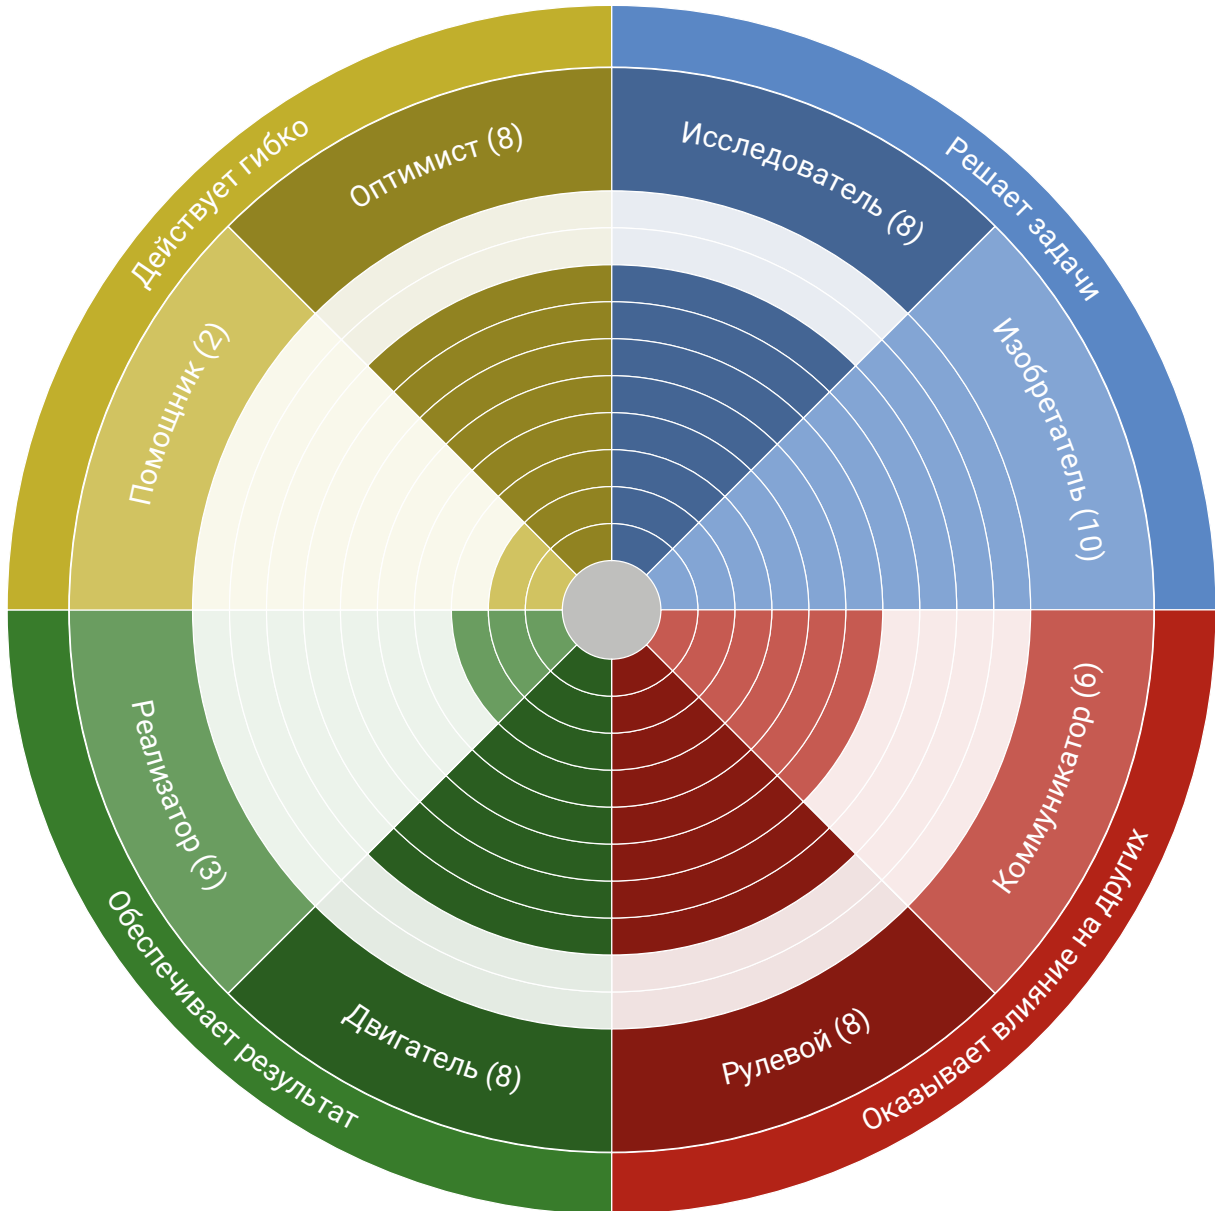 Решает задачи
Исследователь (8)
Изобретатель (10)
Оказывает влияние на других
Коммуникатор (6)
Рулевой (8)
Обеспечивает результат
Двигатель (8)
Реализатор (3)
Действует гибко
Помощник (2)
Оптимист (8)